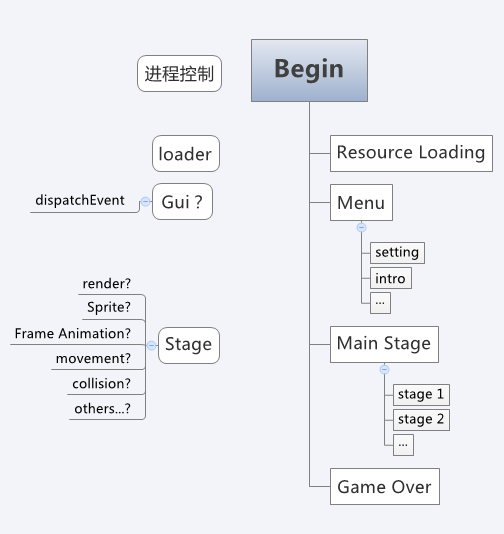 进程控制
Begin
loader
Resource Loading
dispatchEvent
Gui ?
Menu
setting
intro
...
render?
Sprite?
Frame Animation?
movement?
collision?
others...?
Stage
Main Stage
stage 1
stage 2
...
Game Over